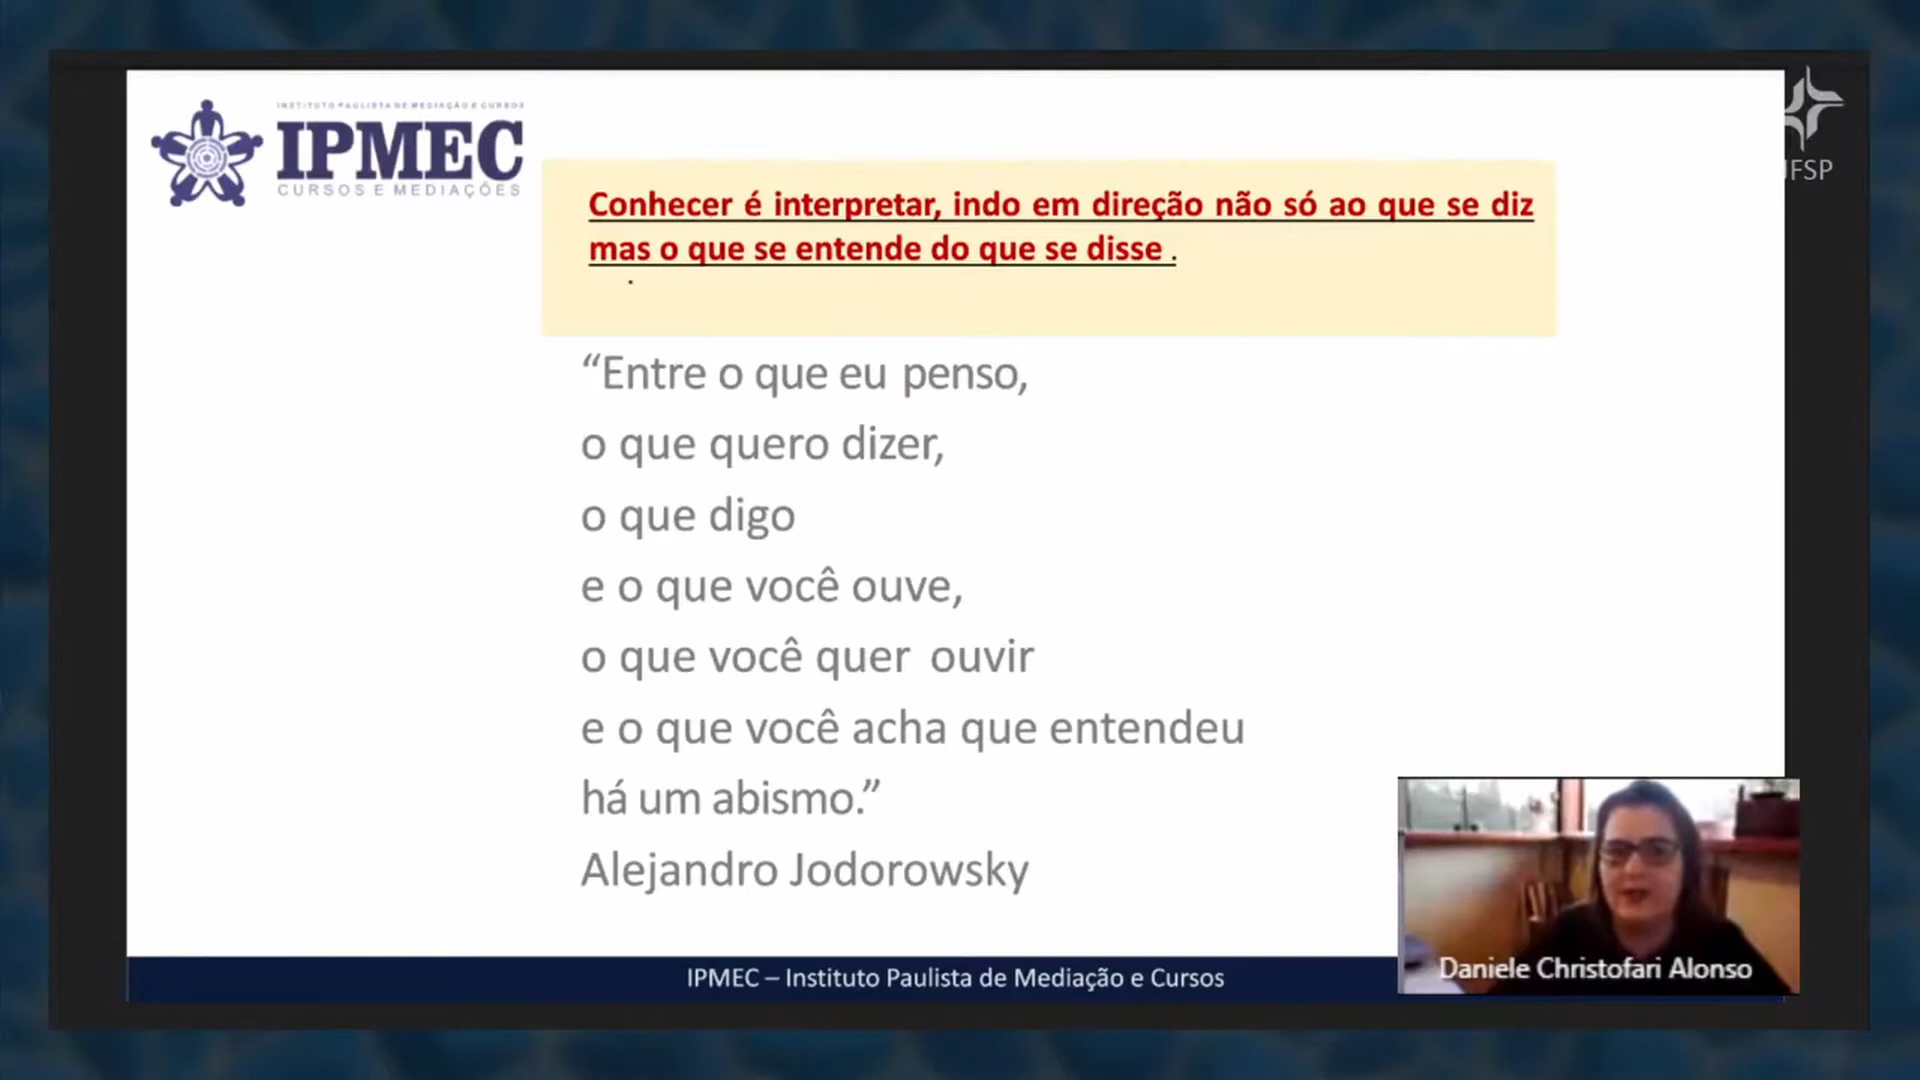 INSTITUTO PAULISTA DE MEDIAÇÃO E CURSOS
IPMEC
CURSOS E MEDIAÇÕES
JFSP
Conhecer é interpretar, indo em direção não só ao que se diz
mas o que se entende do que se disse .
.
“Entre o que eu penso,
o que quero dizer,
o que digo
e o que você ouve,
o que você quer ouvir
e o que você acha que entendeu
há um abismo.”
Alejandro Jodorowsky
Daniele Christofari Alonso
IPMEC – Instituto Paulista de Mediação e Cursos